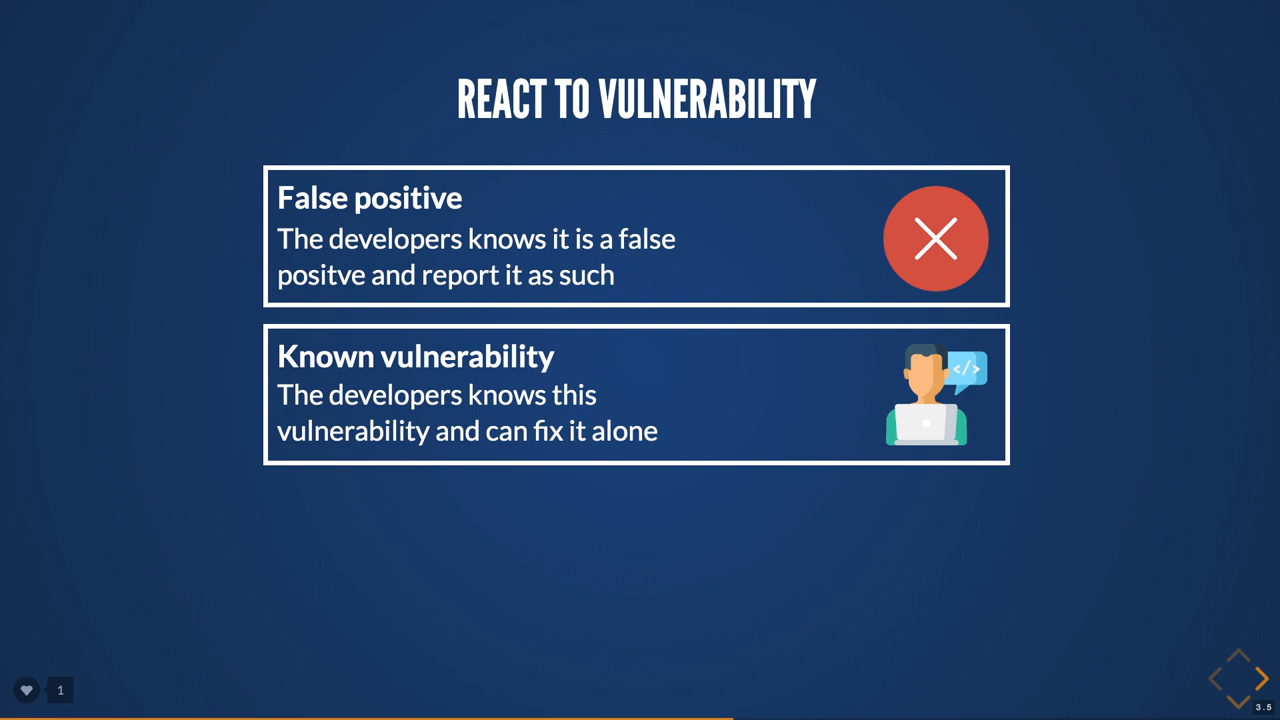 REACT TO VULNERABILITY
False positive
The developers knows it is a false
positve and report it as such
Known vulnerability
The developers knows this
vulnerability and can fix it alone
</>
1
3.5